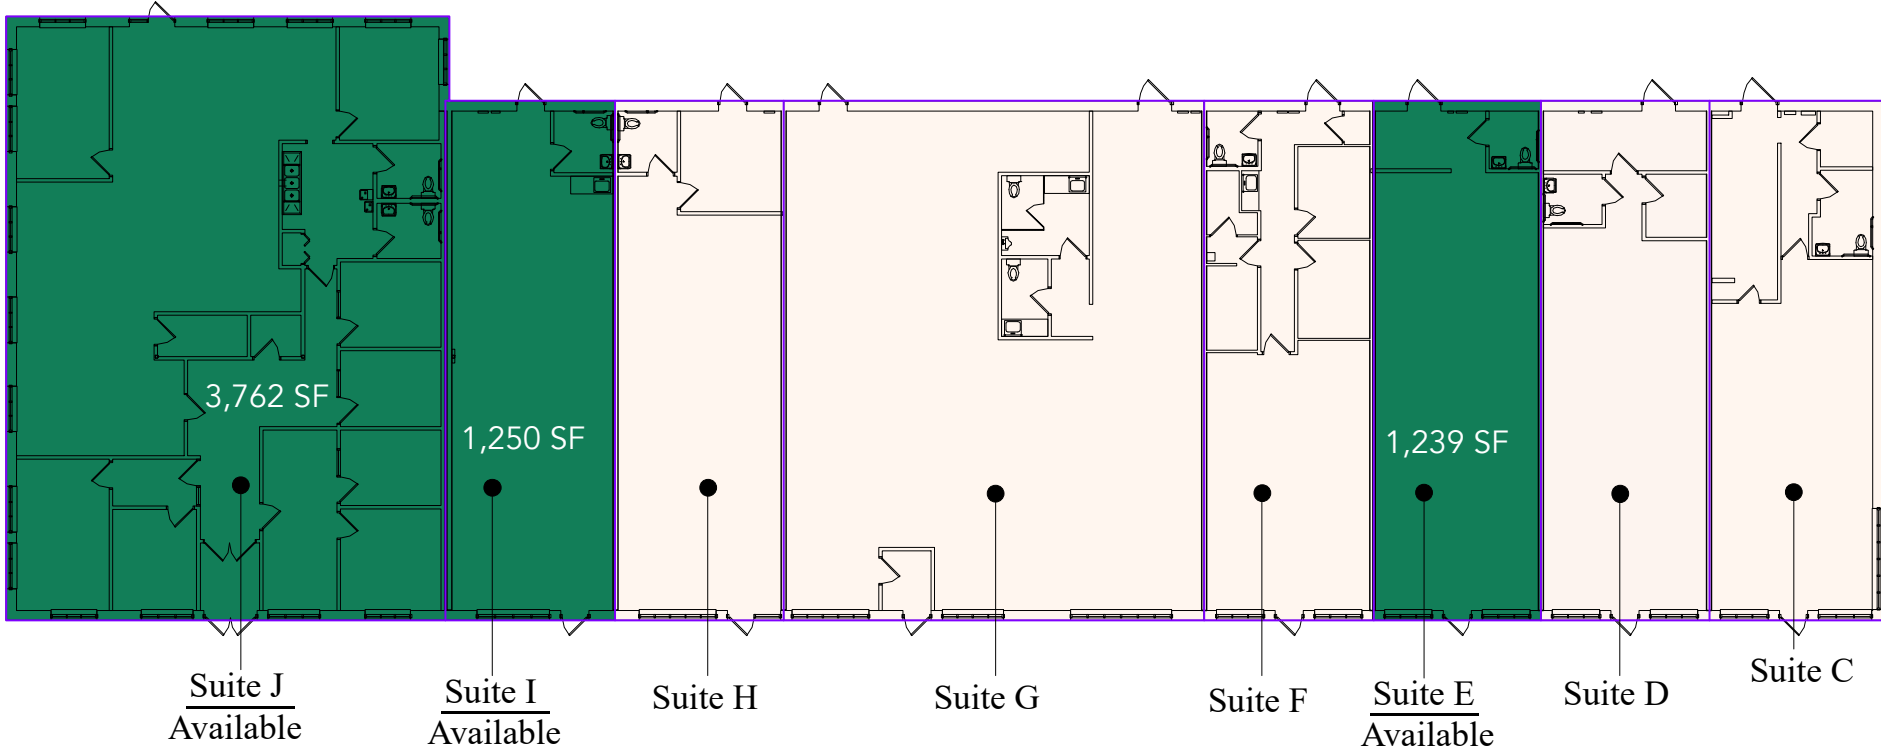 3,762 SF
1,250 SF
1,239 SF
Suite J
Available
Suite I
Available
Suite H
Suite G
Suite F
Suite E
Available
Suite D
Suite C